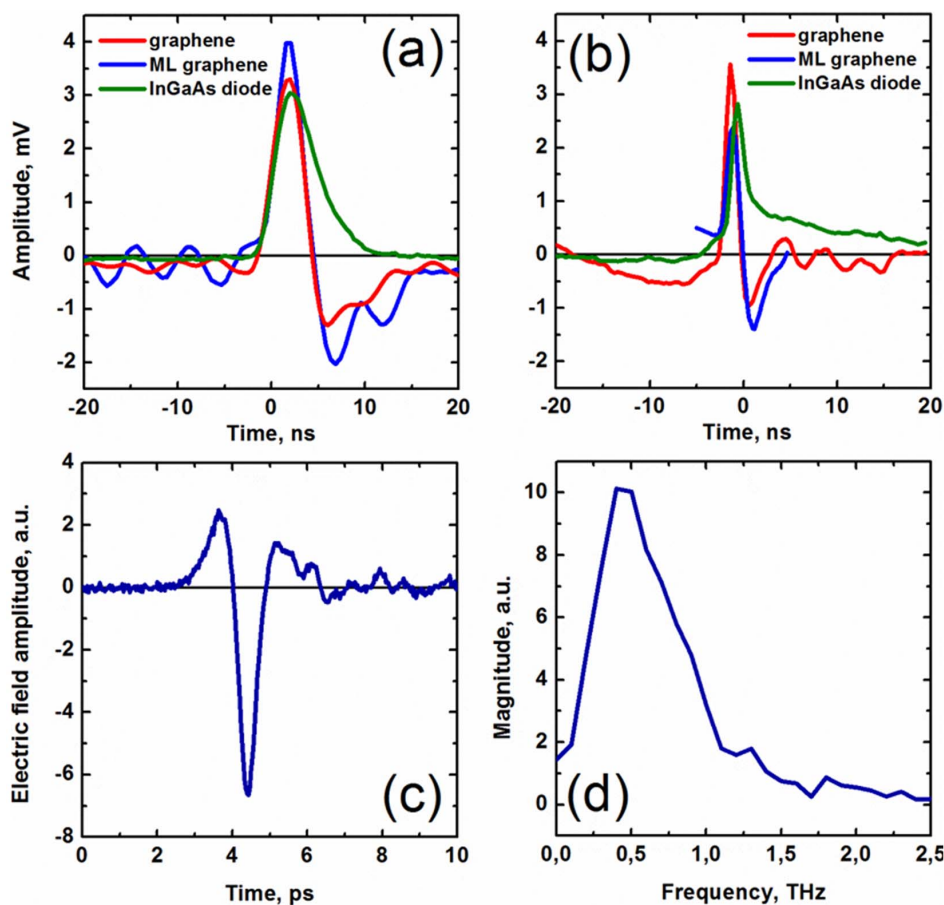 (a)
graphene
ML graphene
InGaAs diode
Amplitude, mV
4
3
2
1
0
-1
-2
-20
-10
0
10
20
Time, ns
(b)
graphene
ML graphene
InGaAs diode
4
3
2
1
0
-1
-2
-20
-10
0
10
20
Time, ns
(c)
Electric field amplitude, a.u.
4
2
0
-2
-4
-6
-8
0
2
4
6
8
10
Time, ps
(d)
Magnitude, a.u.
10
8
6
4
2
0
0,0
0,5
1,0
1,5
2,0
2,5
Frequency, THz